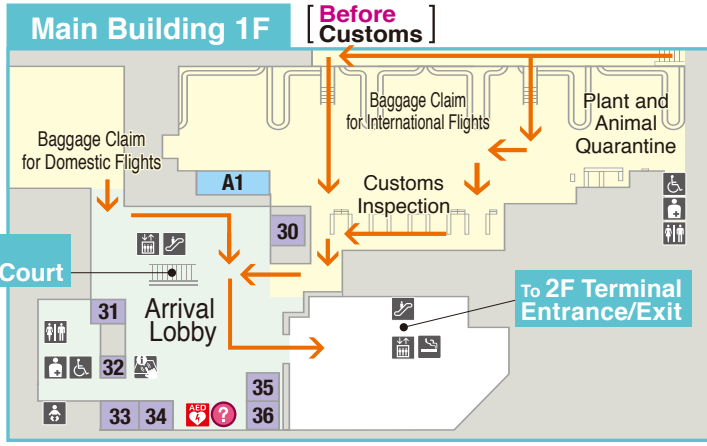 Main Building 1F
[Before
Customs]
Baggage Claim
for International Flights
Plant and
Animal
Quarantine
Baggage Claim
for Domestic Flights
A1
Customs
Inspection
30
Court
To 2F Terminal
Entrance/Exit
31
Arrival
Lobby
32
35
33
34
AED
?
36